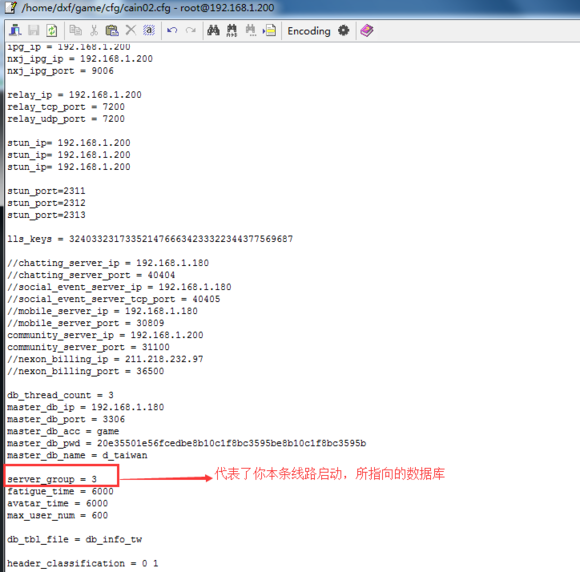 /home/dxf/game/cfg/cain02.cfg - root@192.168.1.200
Encoding
ipg_ip = 192.168.1.200
nxj_ipg_ip = 192.168.1.200
nxj_ipg_port = 9006
relay_ip = 192.168.1.200
relay_tcp_port = 7200
relay_udp_port = 7200
stun_ip= 192.168.1.200
stun_ip= 192.168.1.200
stun_ip= 192.168.1.200
stun_port=2311
stun_port=2312
stun_port=2313
lls_keys = 324033231733521476663423332234437756968 7
//chatting_server_ip = 192.168.1.180
//chatting_server_port = 40404
//social_event_server_ip = 192.168.1.180
//social_event_server_tcp_port = 40405
//mobile_server_ip = 192.168.1.180
//mobile_server_port = 30809
community_server_ip = 192.168.1.200
community_server_port = 31100
//nexon_billing_ip = 211.218.232.97
//nexon_billing_port = 36500
db_thread_count = 3
master_db_ip = 192.168.1.180
master_db_port = 3306
master_db_acc = game
master_db_pwd = 20e35501e56fcedbe8b10c1f8bc3595be8b10c1f8bc3595b
master_db_name = d_taiwan
server_group = 3 代表了你本条线路启动，所指向的数据库
fatigue_time = 6000
avatar_time = 6000
max_user_num = 600
db_tbl_file = db_info_tw
header_classification = 0 1